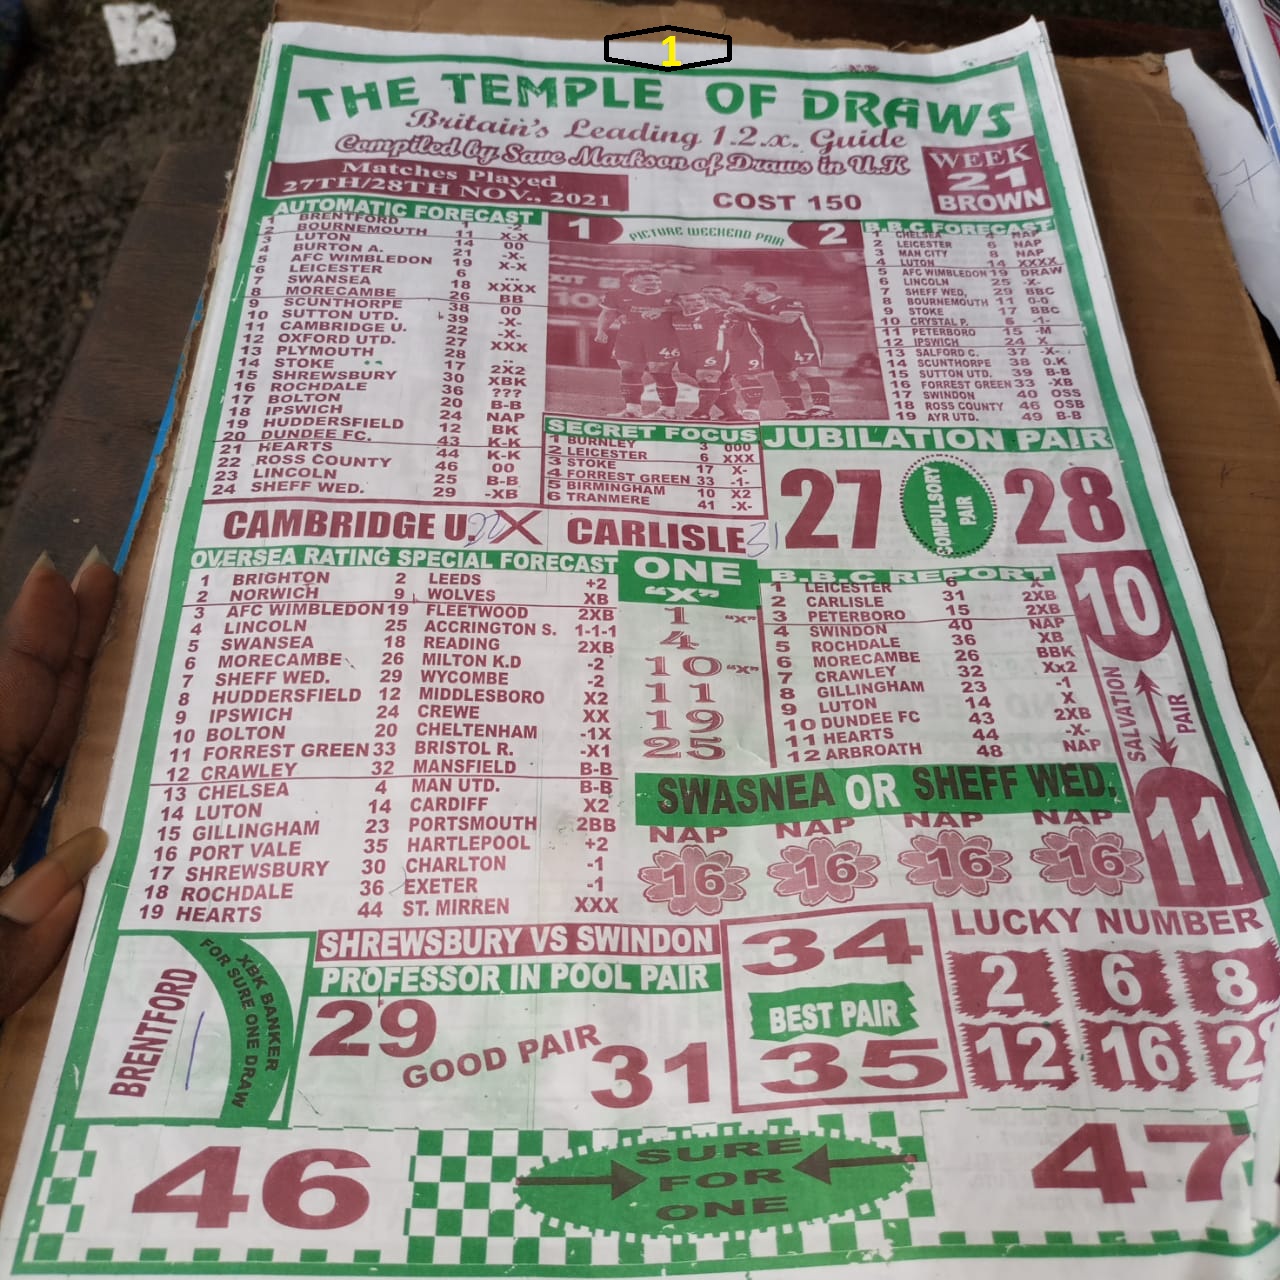 1
THE TEMPLE OF DRAWS
Britain's Leading 1.2.x. Guide
Compiled by Save Markson of Draws in U.K
Matches Played
27TH/28TH NOV., 2021
COST 150
WEEK
21
BROWN
AUTOMATIC FORECAST
1 BRENTFORD 1 -2
2 BOURNEMOUTH 11 X-X
3 LUTON 14 00
4 BURTON A. 21 -X-
5 AFC WIMBLEDON 19 X-X
6 LEICESTER 6 ---
7 SWANSEA 18 XXXX
8 MORECAMBE 26 BB
9 SCUNTHORPE 38 00
10 SUTTON UTD. 39 -X-
11 CAMBRIDGE U. 22 -X-
12 OXFORD UTD. 27 XXX
13 PLYMOUTH 28
14 STOKE 17 2X2
15 SHREWSBURY 30 XBK
16 ROCHDALE 36 ???
17 BOLTON 20 B-B
18 IPSWICH 24 NAP
19 HUDDERSFIELD 12 BK
20 DUNDEE FC. 43 K-K
21 HEARTS 44 K-K
22 ROSS COUNTY 46 00
23 LINCOLN 25 B-B
24 SHEFF WED. 29 -XB
1 PICTURE WEEKEND PAIR 2
46 6 9 47
B.B.C FORECAST
1 CHELSEA 4 NAP
2 LEICESTER 6 NAP
3 MAN CITY 8 NAP
4 LUTON 14 XXXX
5 AFC WIMBLEDON 19 DRAW
6 LINCOLN 25 -X-
7 SHEFF WED, 29 BBC
8 BOURNEMOUTH 11 0-0
9 STOKE 17 BBC
10 CRYSTAL P. 6 -1-
11 PETERBORO 15 -M
12 IPSWICH 24 X
13 SALFORD C. 37 -X-
14 SCUNTHORPE 38 O.K
15 SUTTON UTD. 39 B-B
16 FORREST GREEN 33 -XB
17 SWINDON 40 OSS
18 ROSS COUNTY 46 OSB
19 AYR UTD. 49 B-B
SECRET FOCUS
1 BURNLEY 3 000
2 LEICESTER 6 XXX
3 STOKE 17 X-
4 FORREST GREEN 33 -1-
5 BIRMINGHAM 10 X2
6 TRANMERE 41 -X-
JUBILATION PAIR
27 COMPULSORY PAIR 28
CAMBRIDGE U. 22 X CARLISLE 31
OVERSEA RATING SPECIAL FORECAST
1 BRIGHTON 2 LEEDS +2
2 NORWICH 9 WOLVES XB
3 AFC WIMBLEDON 19 FLEETWOOD 2XB
4 LINCOLN 25 ACCRINGTON S. 1-1-1
5 SWANSEA 18 READING 2XB
6 MORECAMBE 26 MILTON K.D -2
7 SHEFF WED. 29 WYCOMBE -2
8 HUDDERSFIELD 12 MIDDLESBORO X2
9 IPSWICH 24 CREWE XX
10 BOLTON 20 CHELTENHAM -1X
11 FORREST GREEN 33 BRISTOL R. -X1
12 CRAWLEY 32 MANSFIELD B-B
13 CHELSEA 4 MAN UTD. B-B
14 LUTON 14 CARDIFF X2
15 GILLINGHAM 23 PORTSMOUTH 2BB
16 PORT VALE 35 HARTLEPOOL +2
17 SHREWSBURY 30 CHARLTON -1
18 ROCHDALE 36 EXETER -1
19 HEARTS 44 ST. MIRREN XXX
ONE
"X"
1 "X"
4
10 "X"
11
19
25
B.B.C REPORT
1 LEICESTER 6 X
2 CARLISLE 31 2XB
3 PETERBORO 15 2XB
4 SWINDON 40 NAP
5 ROCHDALE 36 XB
6 MORECAMBE 26 BBK
7 CRAWLEY 32 Xx2
8 GILLINGHAM 23 -1
9 LUTON 14 X
10 DUNDEE FC 43 2XB
11 HEARTS 44 -X-
12 ARBROATH 48 NAP
10
SALVATION PAIR
11
SWASNEA OR SHEFF WED.
NAP NAP NAP NAP
16 16 16 16
BRENTFORD 1
XBK BANKER
FOR SURE ONE DRAW
SHREWSBURY VS SWINDON
PROFESSOR IN POOL PAIR
29 GOOD PAIR 31
34
BEST PAIR
35
LUCKY NUMBER
2 6 8
12 16
46 SURE FOR ONE 47